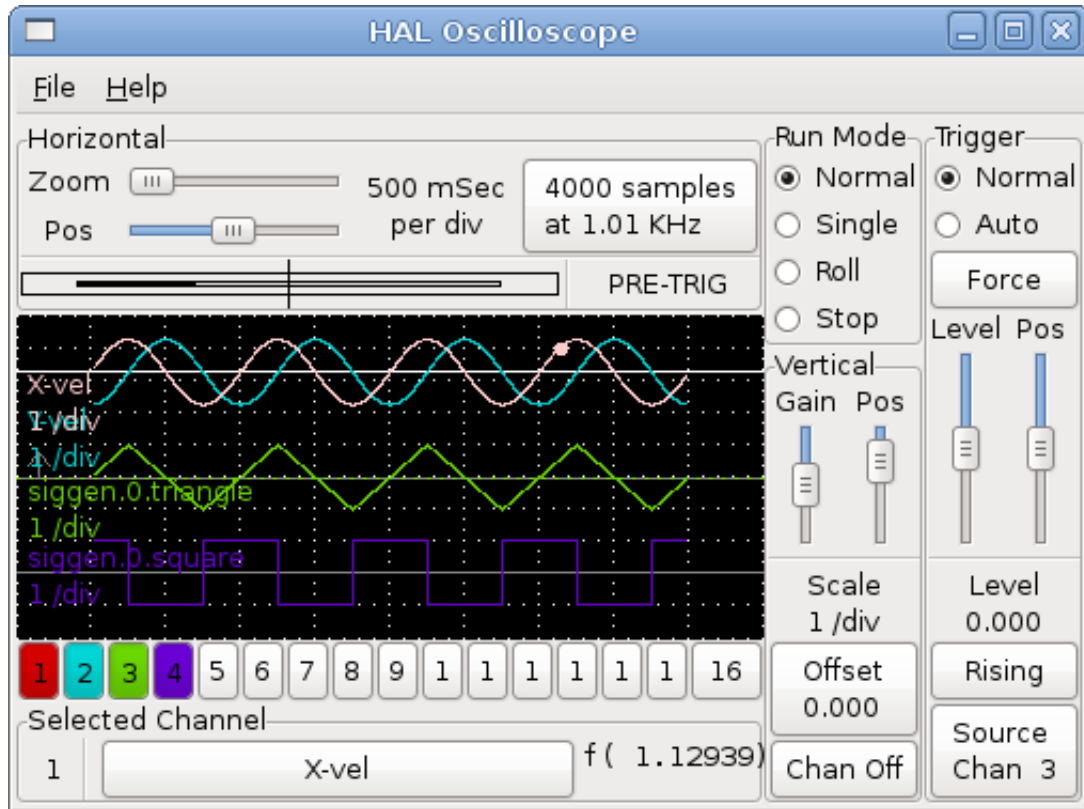 HAL Oscilloscope
File Help
Horizontal
Zoom
Pos
500 mSec
per div
4000 samples
at 1.01 KHz
PRE-TRIG
Run Mode
Normal
Single
Roll
Stop
Trigger
Normal
Auto
Force
Level Pos
Vertical
Gain Pos
X-vel
1 /div
Y-vel
1 /div
siggen.0.triangle
1 /div
siggen.0.square
1 /div
Scale
1 /div
Level
0.000
1 2 3 4 5 6 7 8 9 1 1 1 1 1 1 16
Offset
0.000
Rising
Selected Channel
1 X-vel f( 1.12939)
Chan Off
Source
Chan 3